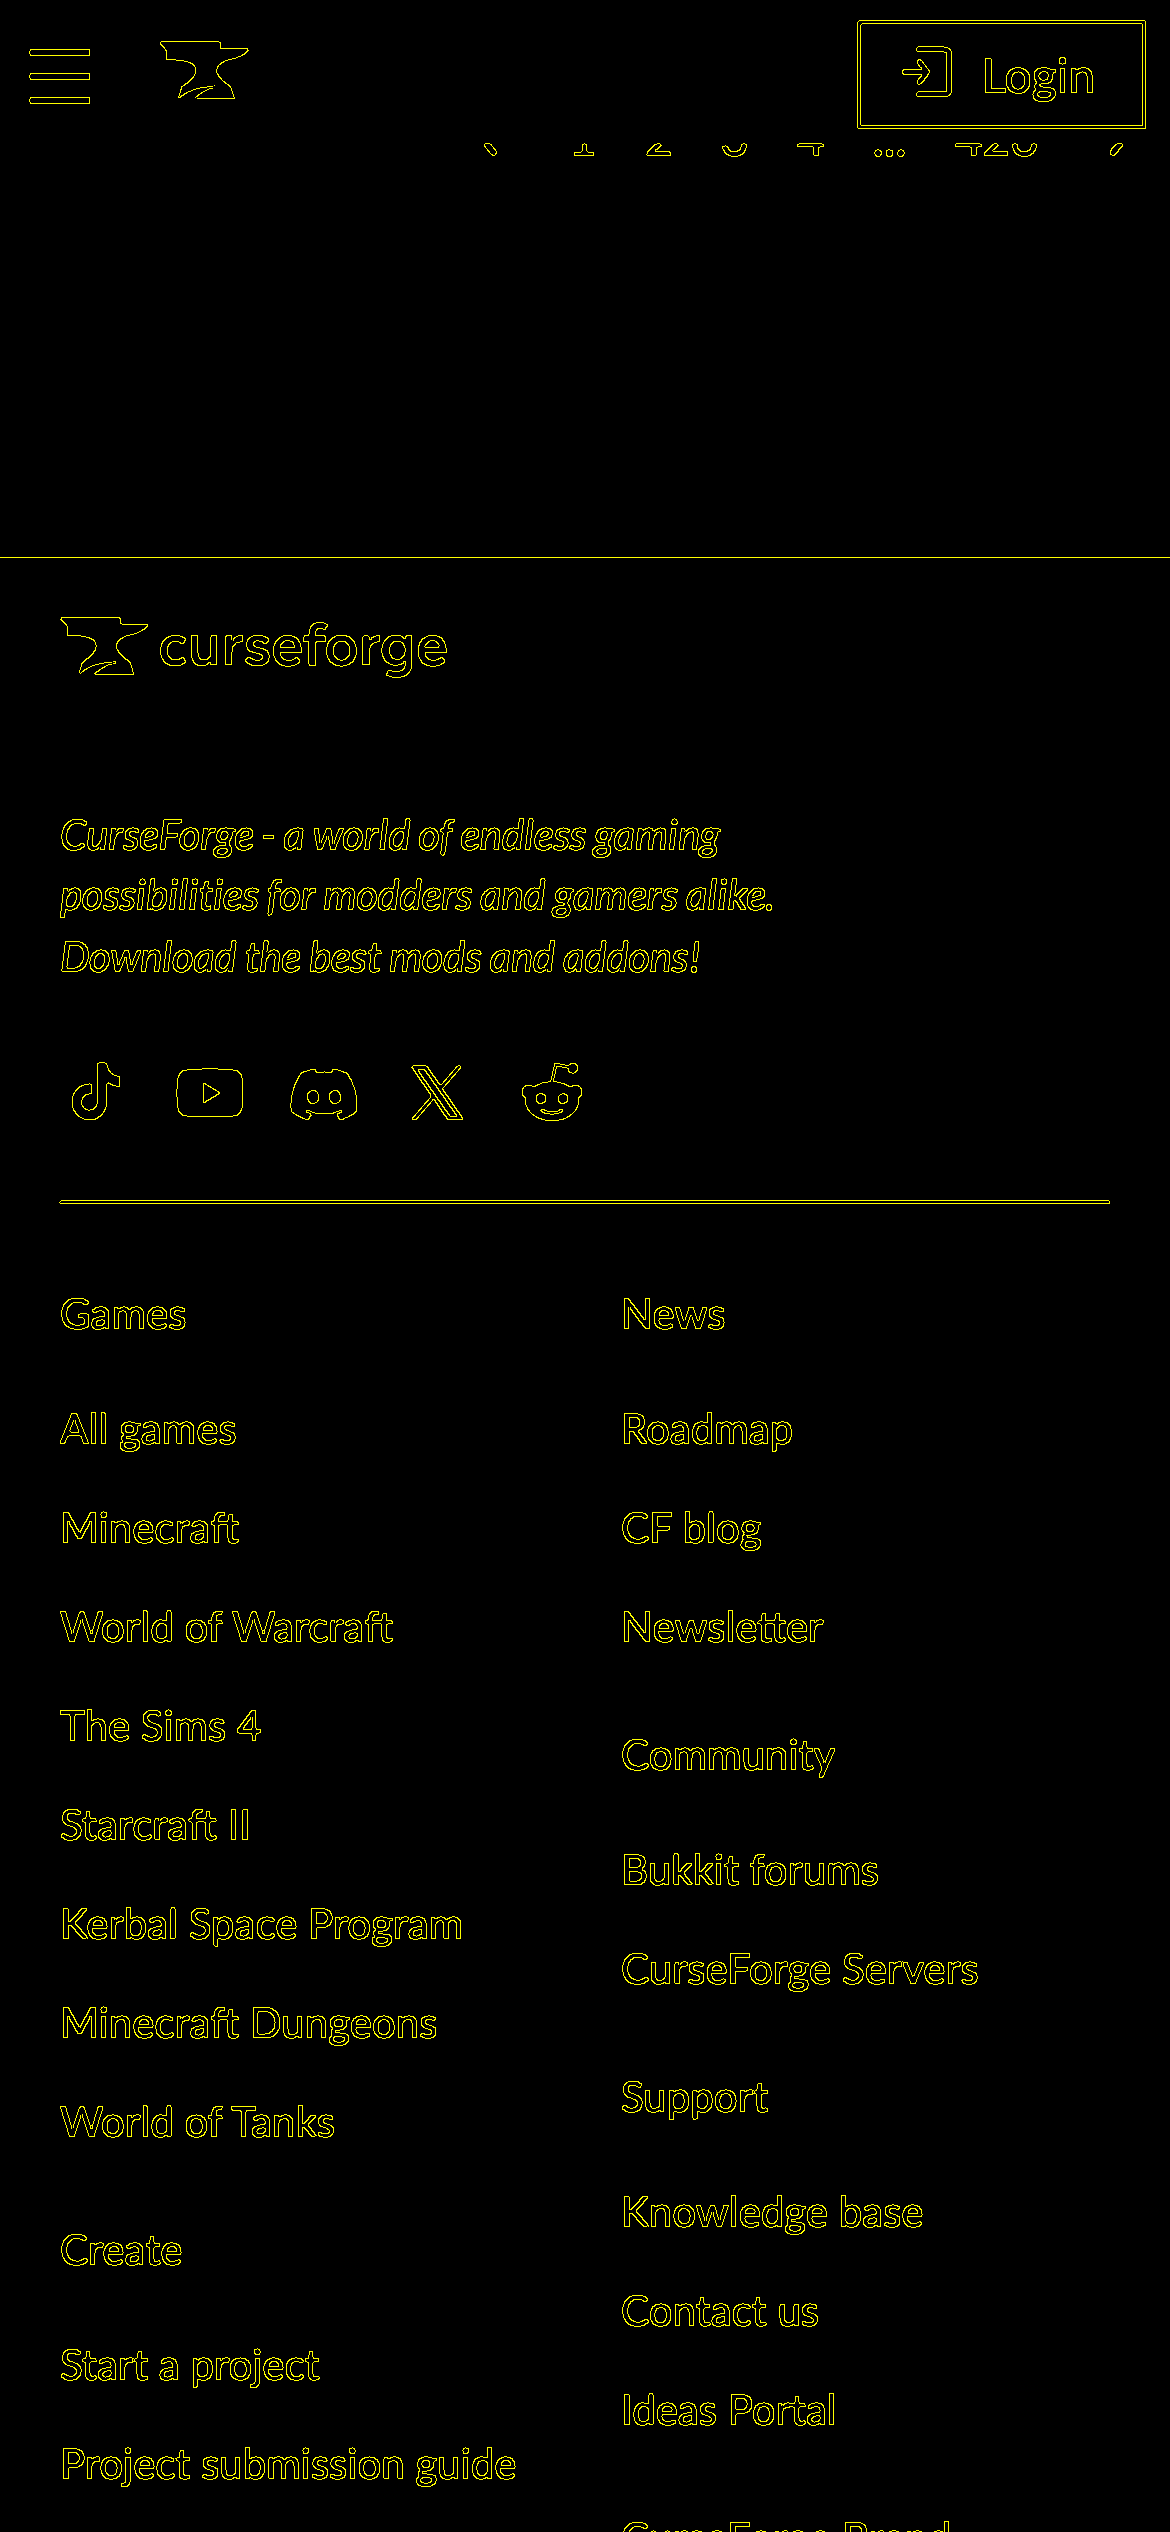 Login
curseforge
CurseForge - a world of endless gaming
possibilities for modders and gamers alike.
Download the best mods and addons!
Games
All games
Minecraft
World of Warcraft
The Sims 4
Starcraft II
Kerbal Space Program
Minecraft Dungeons
World of Tanks
Create
Start a project
Project submission guide
News
Roadmap
CF blog
Newsletter
Community
Bukkit forums
CurseForge Servers
Support
Knowledge base
Contact us
Ideas Portal
CurseForge Brand